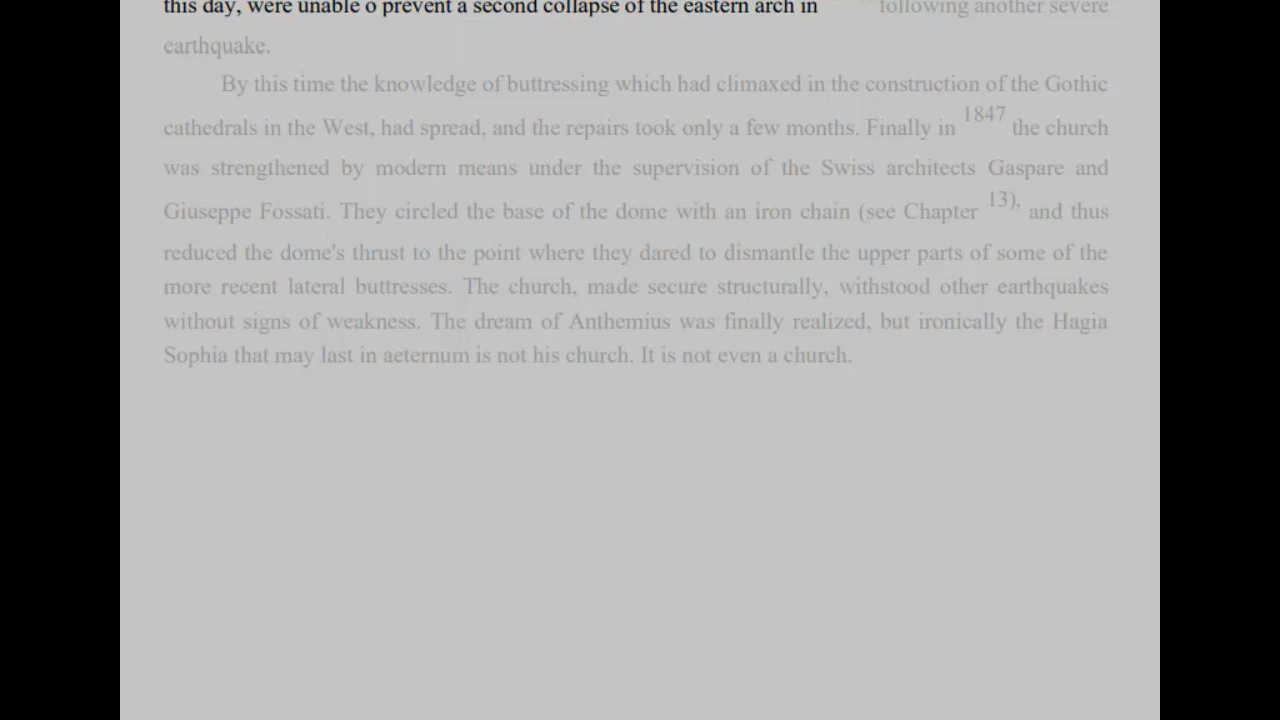 this day, were unable o prevent a second collapse of the eastern arch in following another severe
earthquake.
By this time the knowledge of buttressing which had climaxed in the construction of the Gothic
cathedrals in the West, had spread, and the repairs took only a few months. Finally in 1847 the church
was strengthened by modern means under the supervision of the Swiss architects Gaspare and
Giuseppe Fossati. They circled the base of the dome with an iron chain (see Chapter 13), and thus
reduced the dome's thrust to the point where they dared to dismantle the upper parts of some of the
more recent lateral buttresses. The church, made secure structurally, withstood other earthquakes
without signs of weakness. The dream of Anthemius was finally realized, but ironically the Hagia
Sophia that may last in aeternum is not his church. It is not even a church.